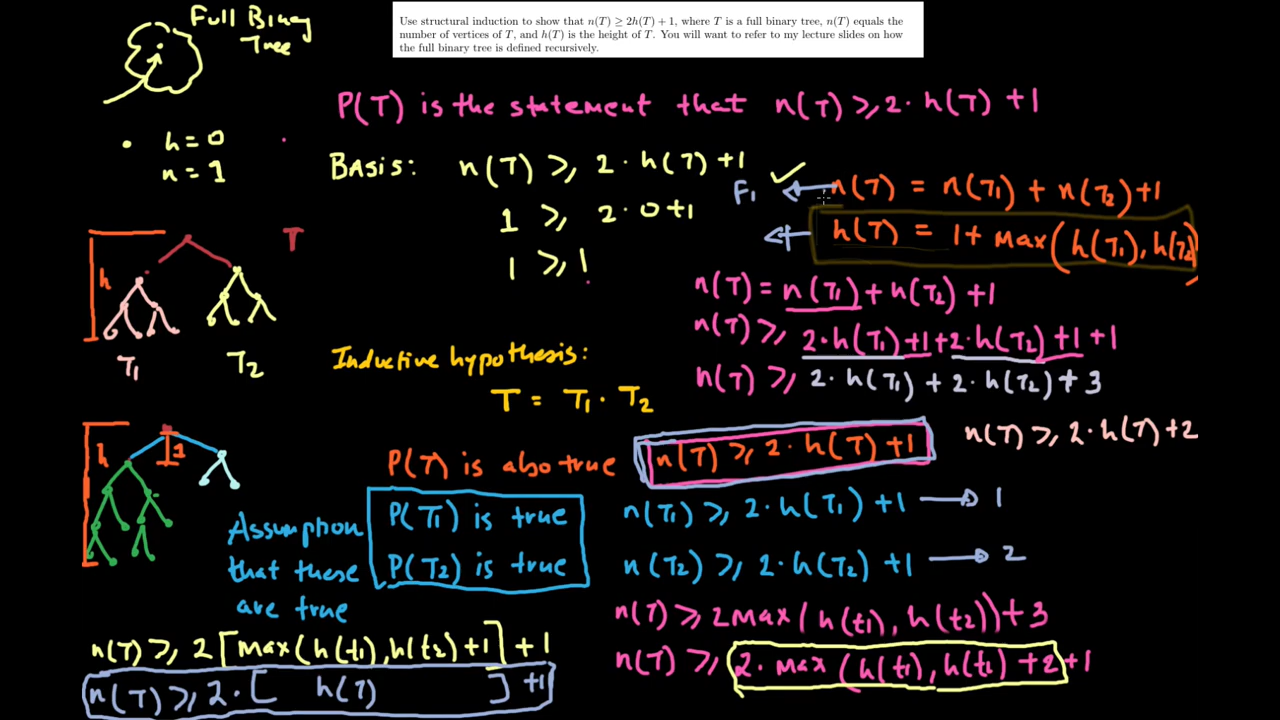 Full Binary
Tree
Use structural induction to show that n(T) ≥ 2h(T) + 1, where T is a full binary tree, n(T) equals the
number of vertices of T, and h(T) is the height of T. You will want to refer to my lecture slides on how
the full binary tree is defined recursively.
P(T) is the statement that n(T) ≥ 2·h(T) +1
h = 0
n = 1
Basis: n(T) ≥ 2·h(T) +1 ✓
1 ≥ 2·0+1
1 ≥ 1
F1 ← n(T) = n(T1) + n(T2) +1
← h(T) = 1+ max(h(T1), h(T2)
n(T) = n(T1) + n(T2) +1
n(T) ≥ 2·h(T1) +1+2·h(T2) +1 +1
n(T) ≥ 2·h(T1) + 2·h(T2) + 3
n(T) ≥ 2·h(T) +2
T
h
T1
T2
Inductive hypothesis:
T = T1 · T2
P(T) is also true n(T) ≥ 2·h(T) +1
h
1
Assumption
that these
are true
P(T1) is true
P(T2) is true
n(T1) ≥ 2·h(T1) +1 → 1
n(T2) ≥ 2·h(T2) +1 → 2
n(T) ≥ 2max(h(t1), h(t2))+3
n(T) ≥ 2·max(h(t1), h(t1) +2 +1
n(T) ≥ 2[max(h(t1),h(t2)+1] +1
n(T) ≥ 2·[ h(T) ] +1